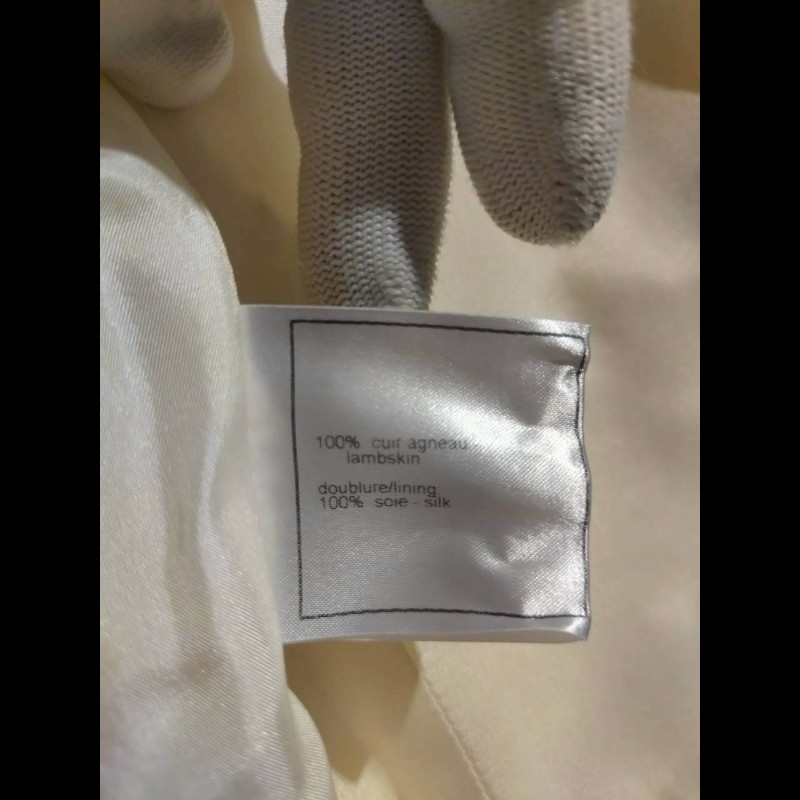 100% cuir agneau
lambskin
doublure/lining:
100% soie - silk